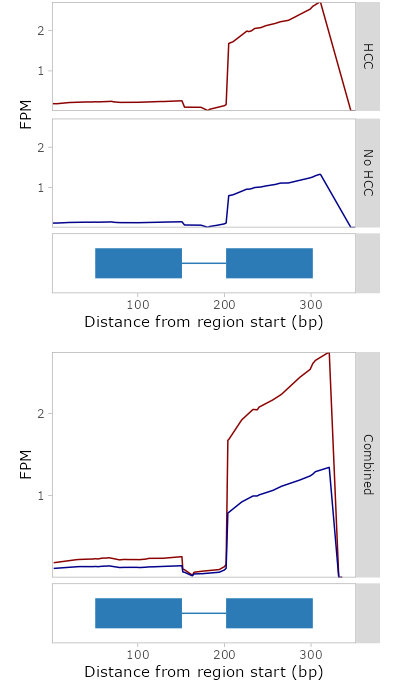 2
1
HCC
FPM
2
1
No HCC
100 200 300
Distance from region start (bp)
2
1
FPM
Combined
100 200 300
Distance from region start (bp)